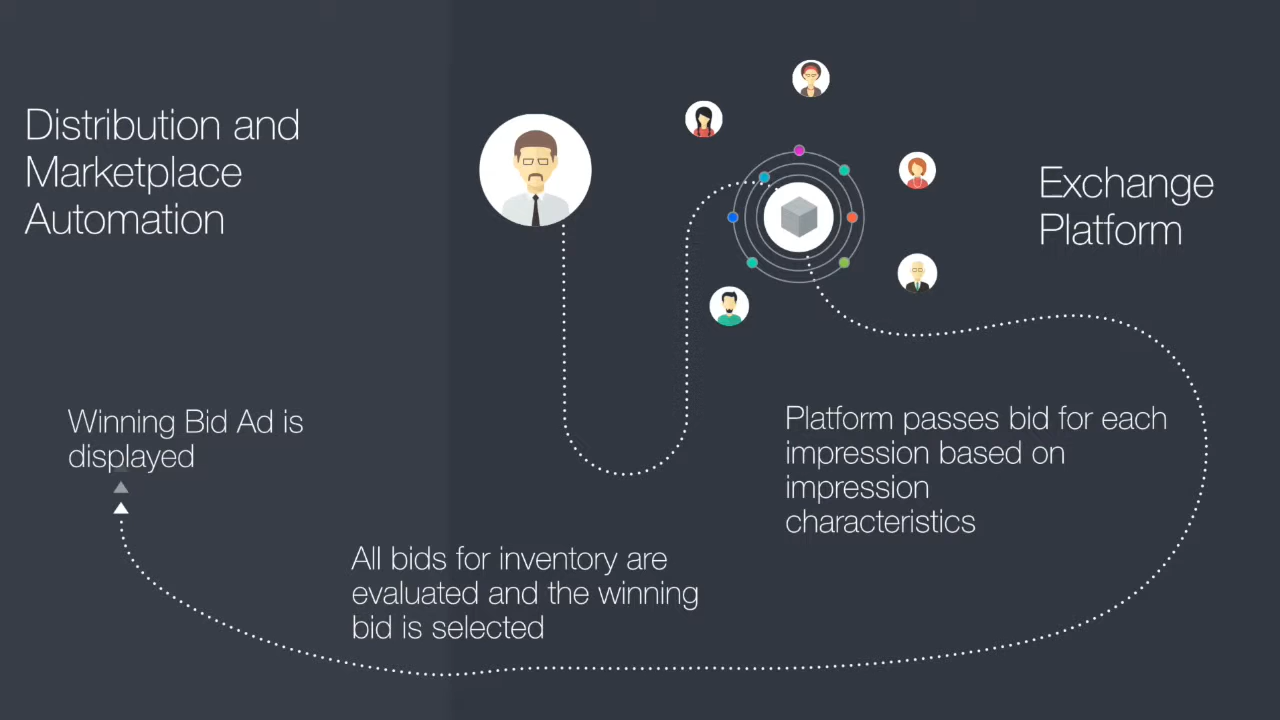 Distribution and
Marketplace
Automation
Exchange
Platform
Winning Bid Ad is
displayed
Platform passes bid for each
impression based on
impression
characteristics
All bids for inventory are
evaluated and the winning
bid is selected